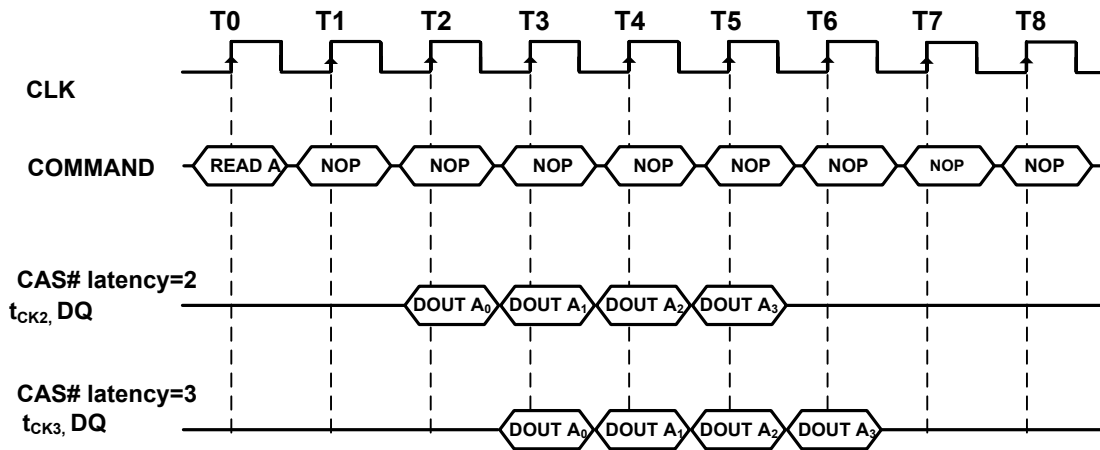 T0 T1 T2 T3 T4 T5 T6 T7 T8
CLK
COMMAND READ A NOP NOP NOP NOP NOP NOP NOP NOP
CAS# latency=2
tCK2, DQ DOUT A0 DOUT A1 DOUT A2 DOUT A3
CAS# latency=3
tCK3, DQ DOUT A0 DOUT A1 DOUT A2 DOUT A3